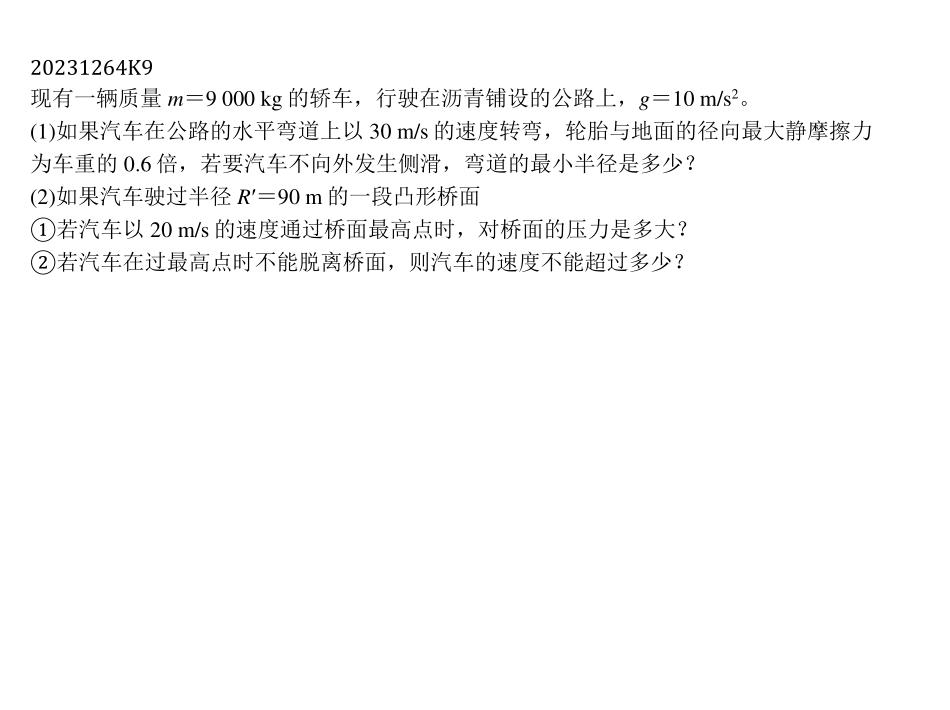 20231264K9
现有一辆质量 m＝9 000 kg 的轿车，行驶在沥青铺设的公路上，g＝10 m/s²。
(1)如果汽车在公路的水平弯道上以 30 m/s 的速度转弯，轮胎与地面的径向最大静摩擦力
为车重的 0.6 倍，若要汽车不向外发生侧滑，弯道的最小半径是多少？
(2)如果汽车驶过半径 R′＝90 m 的一段凸形桥面
①若汽车以 20 m/s 的速度通过桥面最高点时，对桥面的压力是多大？
②若汽车在过最高点时不能脱离桥面，则汽车的速度不能超过多少？